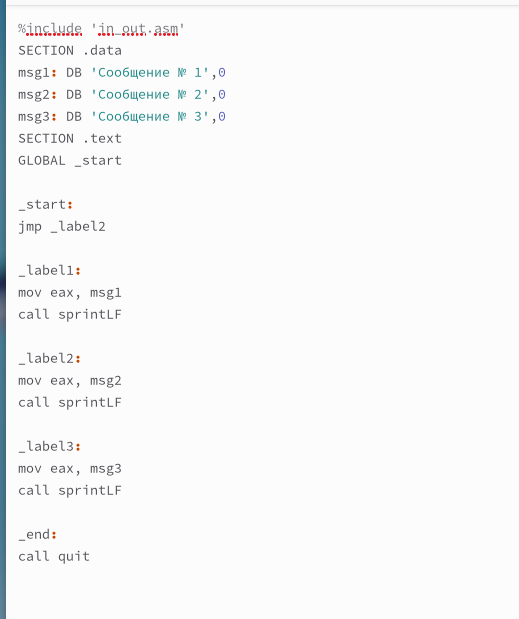 %include 'in_out.asm'
SECTION .data
msg1: DB 'Сообщение № 1',0
msg2: DB 'Сообщение № 2',0
msg3: DB 'Сообщение № 3',0
SECTION .text
GLOBAL _start
_start:
jmp _label2
_label1:
mov eax, msg1
call sprintLF
_label2:
mov eax, msg2
call sprintLF
_label3:
mov eax, msg3
call sprintLF
_end:
call quit